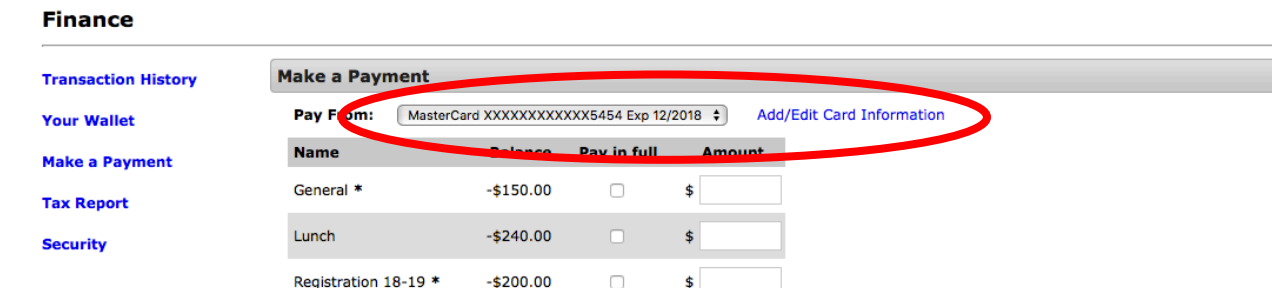 Finance
Transaction History
Your Wallet
Make a Payment
Tax Report
Security
Make a Payment
Pay From: MasterCard XXXXXXXXXXXX5454 Exp 12/2018 Add/Edit Card Information
Name Balance Pay in full Amount
General * -$150.00 $
Lunch -$240.00 $
Registration 18-19 * -$200.00 $